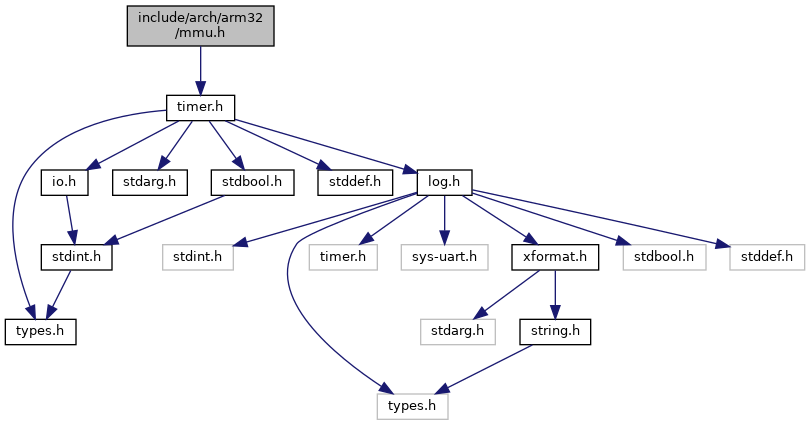 include/arch/arm32
/mmu.h
timer.h
io.h
stdarg.h
stdbool.h
stddef.h
log.h
stdint.h
stdint.h
timer.h
sys-uart.h
xformat.h
stdbool.h
stddef.h
types.h
stdarg.h
string.h
types.h